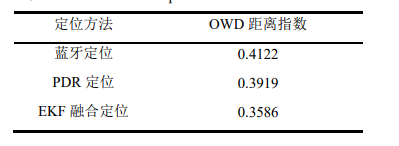 定位方法 OWD 距离指数
蓝牙定位 0.4122
PDR 定位 0.3919
EKF 融合定位 0.3586